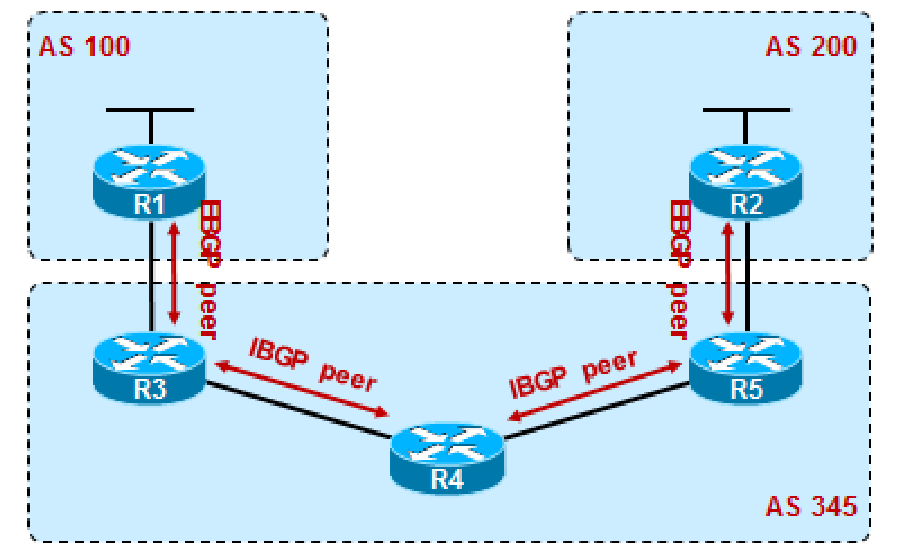 AS 100
AS 200
R1
R2
EBGP peer
EBGP peer
IBGP peer
IBGP peer
R3
R5
R4
AS 345